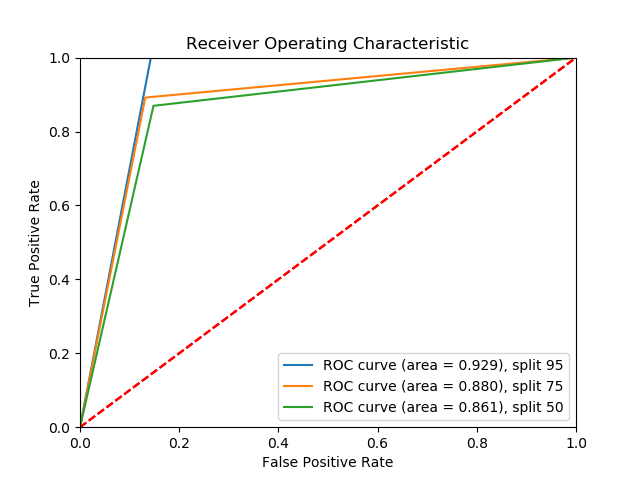 Receiver Operating Characteristic
1.0
0.8
0.6
0.4
0.2
0.0
True Positive Rate
ROC curve (area = 0.929), split 95
ROC curve (area = 0.880), split 75
ROC curve (area = 0.861), split 50
0.0 0.2 0.4 0.6 0.8 1.0
False Positive Rate